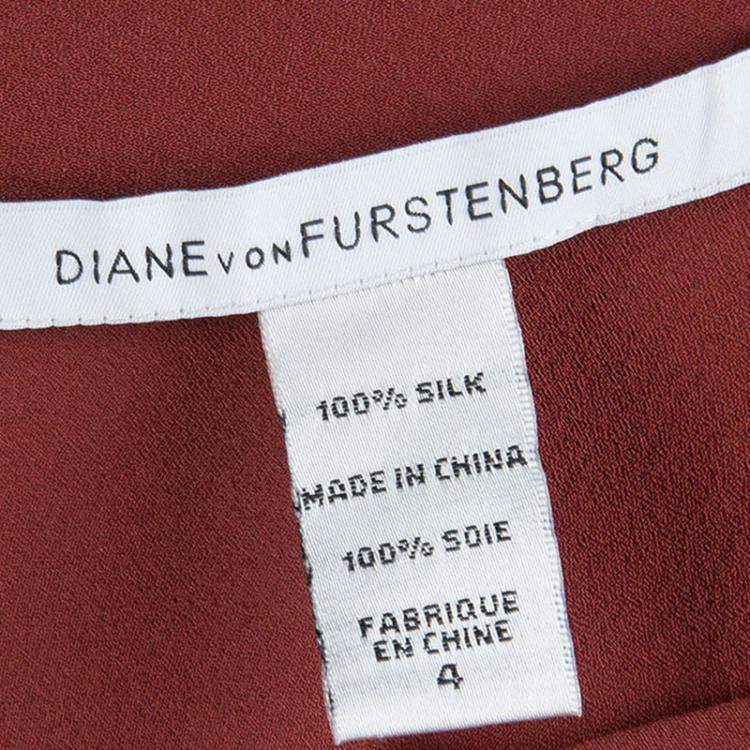 DIANE VON FURSTENBERG
100% SILK
MADE IN CHINA
100% SOIE
FABRIQUE
EN CHINE
4